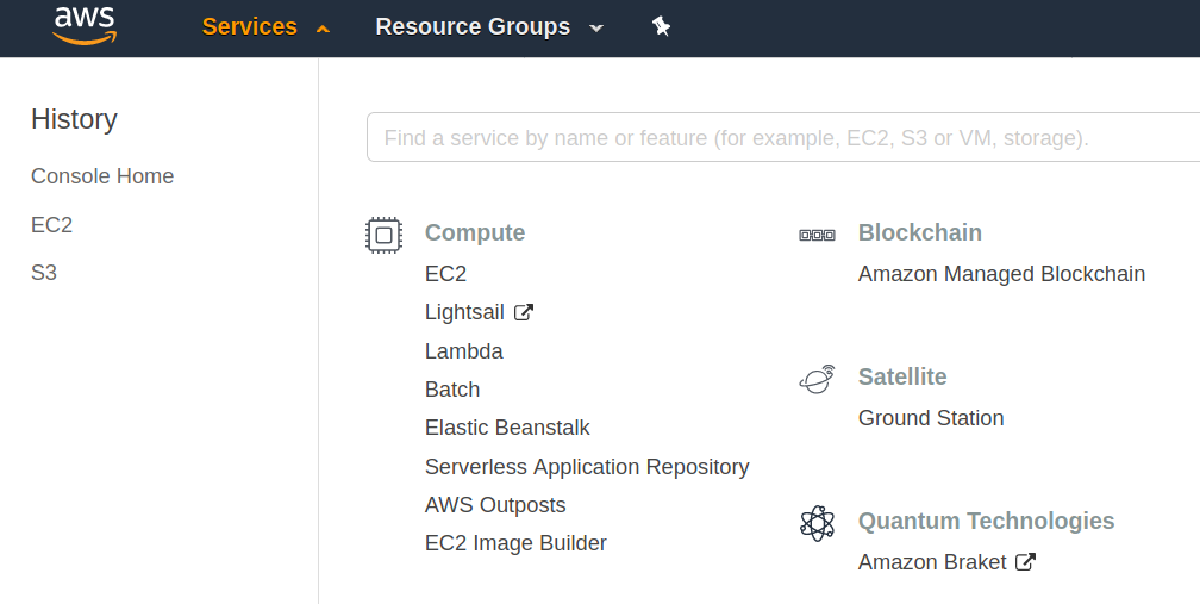 aws
Services
Resource Groups
History
Console Home
EC2
S3
Find a service by name or feature (for example, EC2, S3 or VM, storage).
Compute
EC2
Lightsail
Lambda
Batch
Elastic Beanstalk
Serverless Application Repository
AWS Outposts
EC2 Image Builder
Blockchain
Amazon Managed Blockchain
Satellite
Ground Station
Quantum Technologies
Amazon Braket